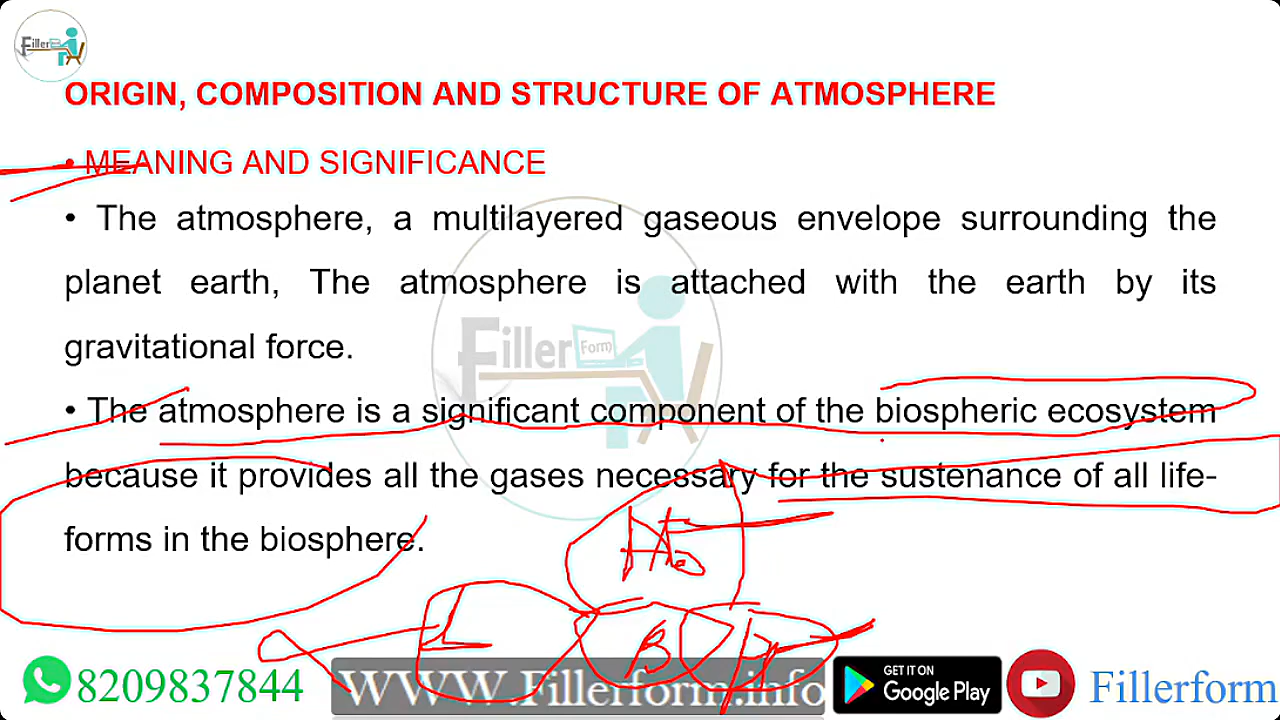 Filler
ORIGIN, COMPOSITION AND STRUCTURE OF ATMOSPHERE
• MEANING AND SIGNIFICANCE
• The atmosphere, a multilayered gaseous envelope surrounding the
planet earth, The atmosphere is attached with the earth by its
gravitational force.
Filler Form
• The atmosphere is a significant component of the biospheric ecosystem
because it provides all the gases necessary for the sustenance of all life-
forms in the biosphere.
L B
8209837844
WWW.Fillerform.info
GET IT ON
Google Play
Fillerform